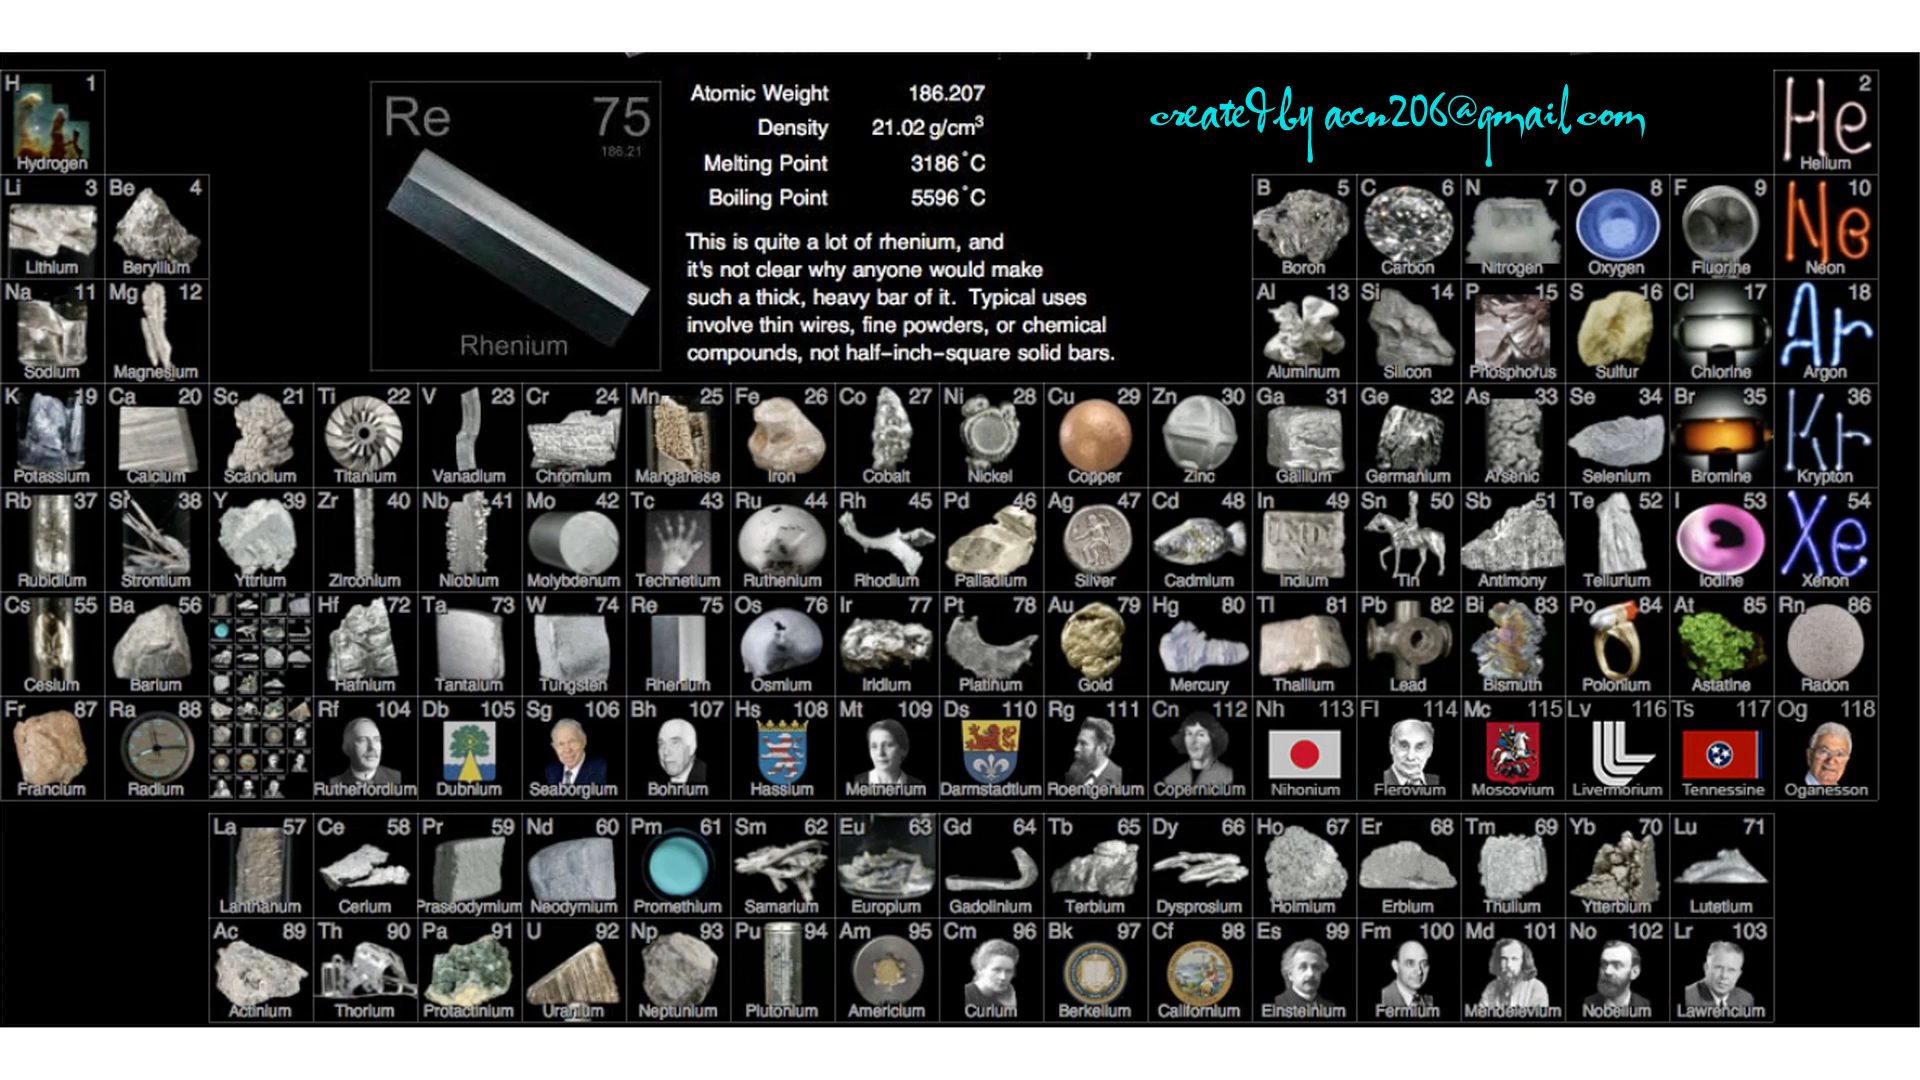 H 1
Hydrogen
Re 75
186.21
Rhenium
Atomic Weight 186.207
Density 21.02 g/cm³
Melting Point 3186°C
Boiling Point 5596°C
This is quite a lot of rhenium, and
it's not clear why anyone would make
such a thick, heavy bar of it. Typical uses
involve thin wires, fine powders, or chemical
compounds, not half-inch-square solid bars.
created by axn206@gmail.com
He 2
Helium
Li 3 Be 4 B 5 C 6 N 7 O 8 F 9 Ne 10
Lithium Beryllium Boron Carbon Nitrogen Oxygen Fluorine Neon
Na 11 Mg 12 Al 13 Si 14 P 15 S 16 Cl 17 Ar 18
Sodium Magnesium Aluminum Silicon Phosphorus Sulfur Chlorine Argon
K 19 Ca 20 Sc 21 Ti 22 V 23 Cr 24 Mn 25 Fe 26 Co 27 Ni 28 Cu 29 Zn 30 Ga 31 Ge 32 As 33 Se 34 Br 35 Kr 36
Potassium Calcium Scandium Titanium Vanadium Chromium Manganese Iron Cobalt Nickel Copper Zinc Gallium Germanium Arsenic Selenium Bromine Krypton
Rb 37 Sr 38 Y 39 Zr 40 Nb 41 Mo 42 Tc 43 Ru 44 Rh 45 Pd 46 Ag 47 Cd 48 In 49 Sn 50 Sb 51 Te 52 I 53 Xe 54
Rubidium Strontium Yttrium Zirconium Niobium Molybdenum Technetium Ruthenium Rhodium Palladium Silver Cadmium Indium Tin Antimony Tellurium Iodine Xenon
Cs 55 Ba 56 Hf 72 Ta 73 W 74 Re 75 Os 76 Ir 77 Pt 78 Au 79 Hg 80 Tl 81 Pb 82 Bi 83 Po 84 At 85 Rn 86
Cesium Barium Hafnium Tantalum Tungsten Rhenium Osmium Iridium Platinum Gold Mercury Thallium Lead Bismuth Polonium Astatine Radon
Fr 87 Ra 88 Rf 104 Db 105 Sg 106 Bh 107 Hs 108 Mt 109 Ds 110 Rg 111 Cn 112 Nh 113 Fl 114 Mc 115 Lv 116 Ts 117 Og 118
Francium Radium Rutherfordium Dubnium Seaborgium Bohrium Hassium Meitnerium Darmstadtium Roentgenium Copernicium Nihonium Flerovium Moscovium Livermorium Tennessine Oganesson
La 57 Ce 58 Pr 59 Nd 60 Pm 61 Sm 62 Eu 63 Gd 64 Tb 65 Dy 66 Ho 67 Er 68 Tm 69 Yb 70 Lu 71
Lanthanum Cerium Praseodymium Neodymium Promethium Samarium Europium Gadolinium Terbium Dysprosium Holmium Erbium Thulium Ytterbium Lutetium
Ac 89 Th 90 Pa 91 U 92 Np 93 Pu 94 Am 95 Cm 96 Bk 97 Cf 98 Es 99 Fm 100 Md 101 No 102 Lr 103
Actinium Thorium Protactinium Uranium Neptunium Plutonium Americium Curium Berkelium Californium Einsteinium Fermium Mendelevium Nobelium Lawrencium